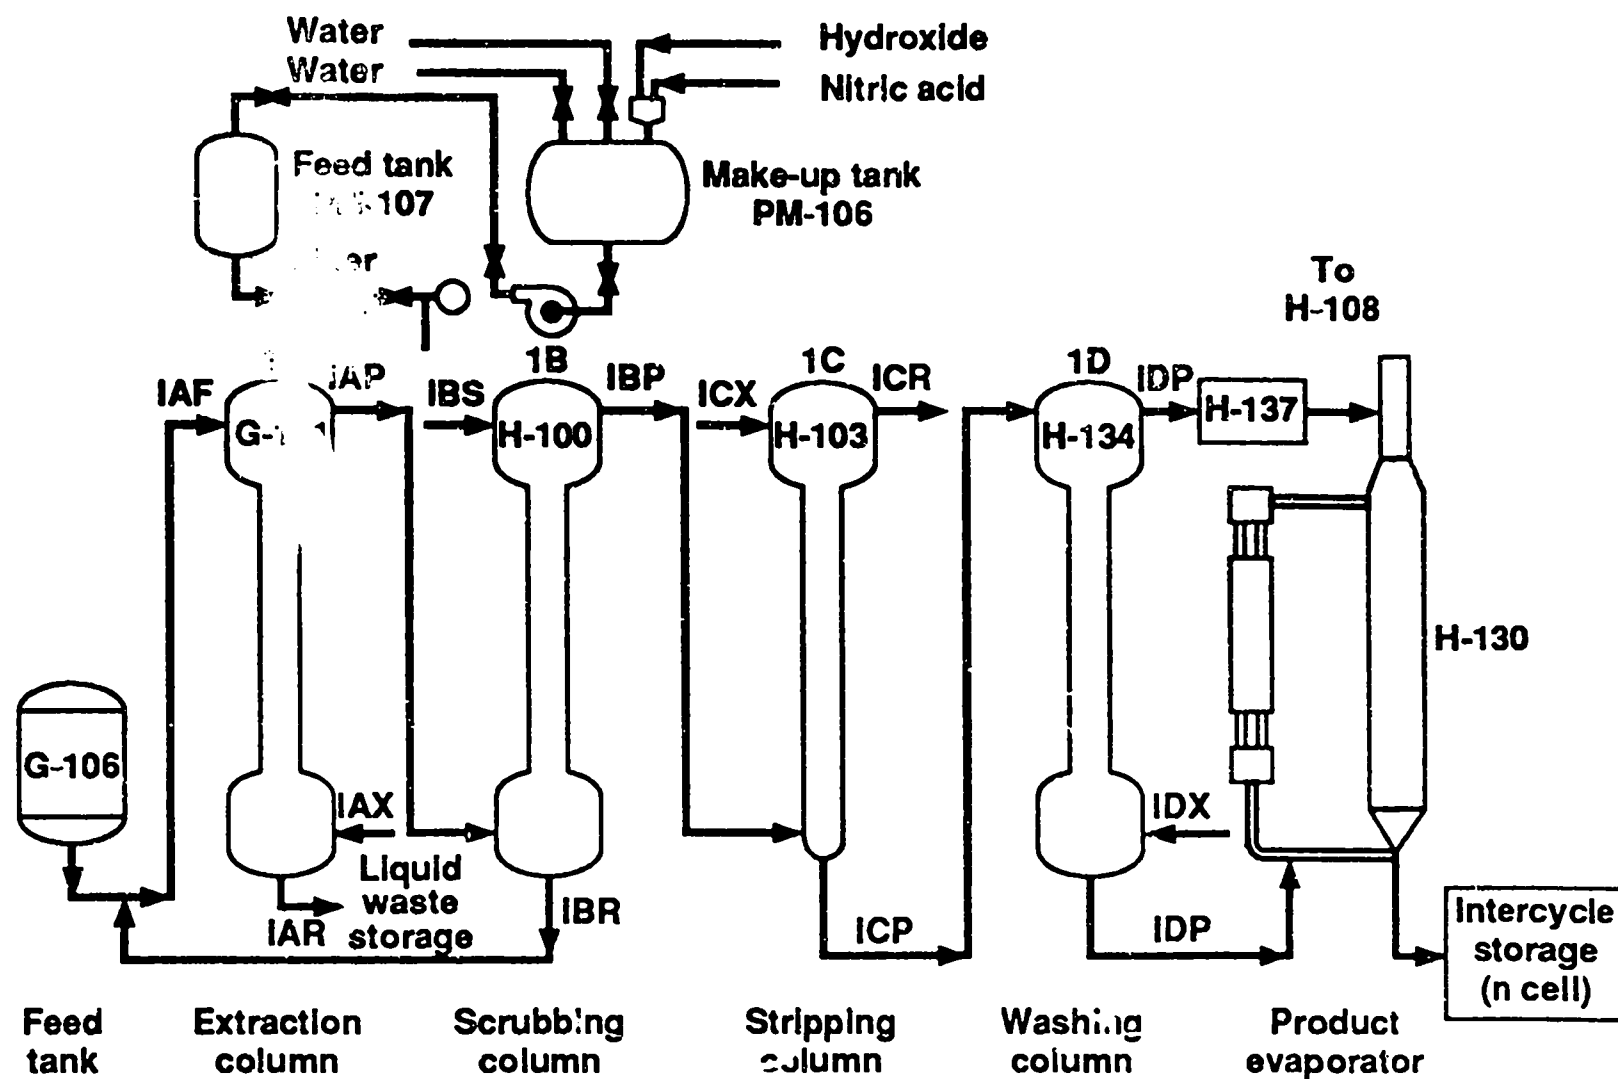 Water
Hydroxide
Water
Nitric acid
Feed tank
107
Make-up tank
PM-106
To
H-108
1B
1C
1D
IAF
IAP
IBS
IBP
ICX
ICR
IDP
H-100
H-103
H-134
H-137
H-130
G-106
IAX
IDX
Liquid
waste
storage
IAR
IBR
ICP
IDP
Intercycle
storage
(n cell)
Feed
tank
Extraction
column
Scrubbing
column
Stripping
column
Washing
column
Product
evaporator